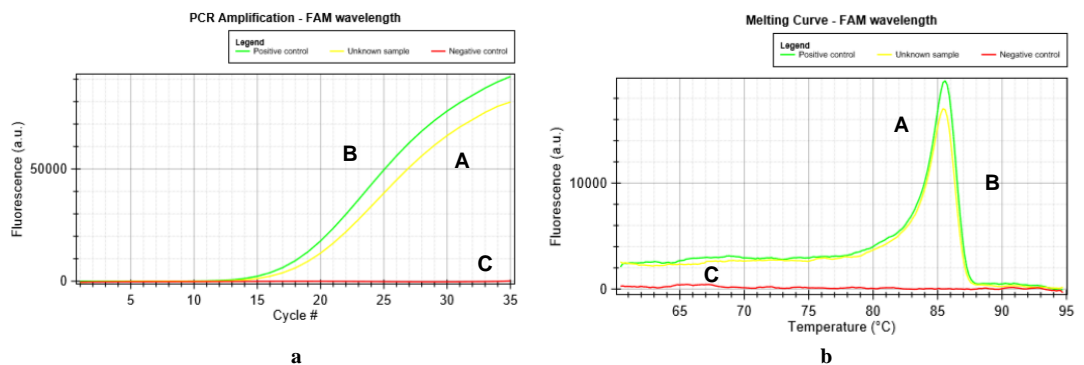 PCR Amplification - FAM wavelength
Legend
Positive control Unknown sample Negative control
Fluorescence (a.u.)
50000
0
B
A
C
5 10 15 20 25 30 35
Cycle #
a
Melting Curve - FAM wavelength
Legend
Positive control Unknown sample Negative control
Fluorescence (a.u.)
10000
0
A
B
C
65 70 75 80 85 90 95
Temperature (°C)
b